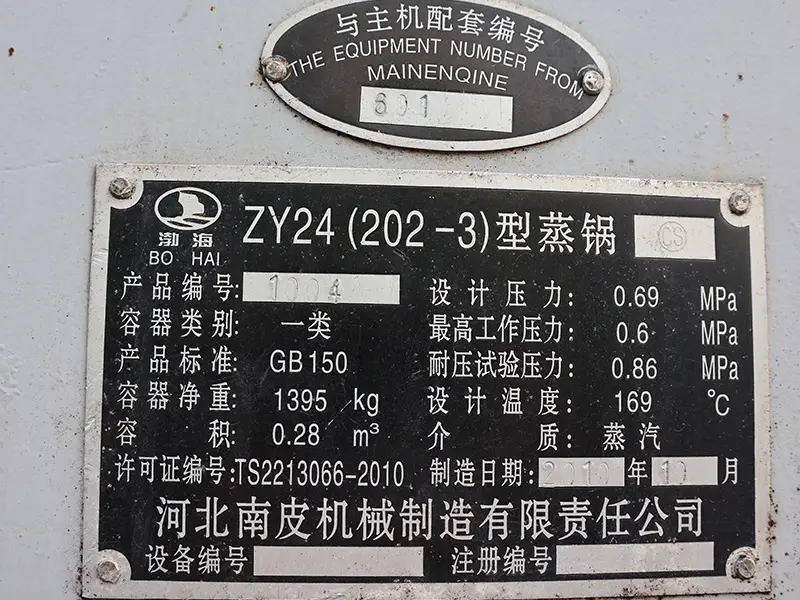 与主机配套编号
THE EQUIPMENT NUMBER FROM
MAINENQINE
601
渤海
BO HAI
ZY24(202-3)型蒸锅 CS
产品编号: 1004
设计压力: 0.69 MPa
容器类别: 一类
最高工作压力: 0.6 MPa
产品标准: GB150
耐压试验压力: 0.86 MPa
容器净重: 1395 kg
设计温度: 169 ℃
容积: 0.28 m³
介质: 蒸汽
许可证编号:TS2213066-2010
制造日期: 2010 年 10 月
河北南皮机械制造有限责任公司
设备编号
注册编号